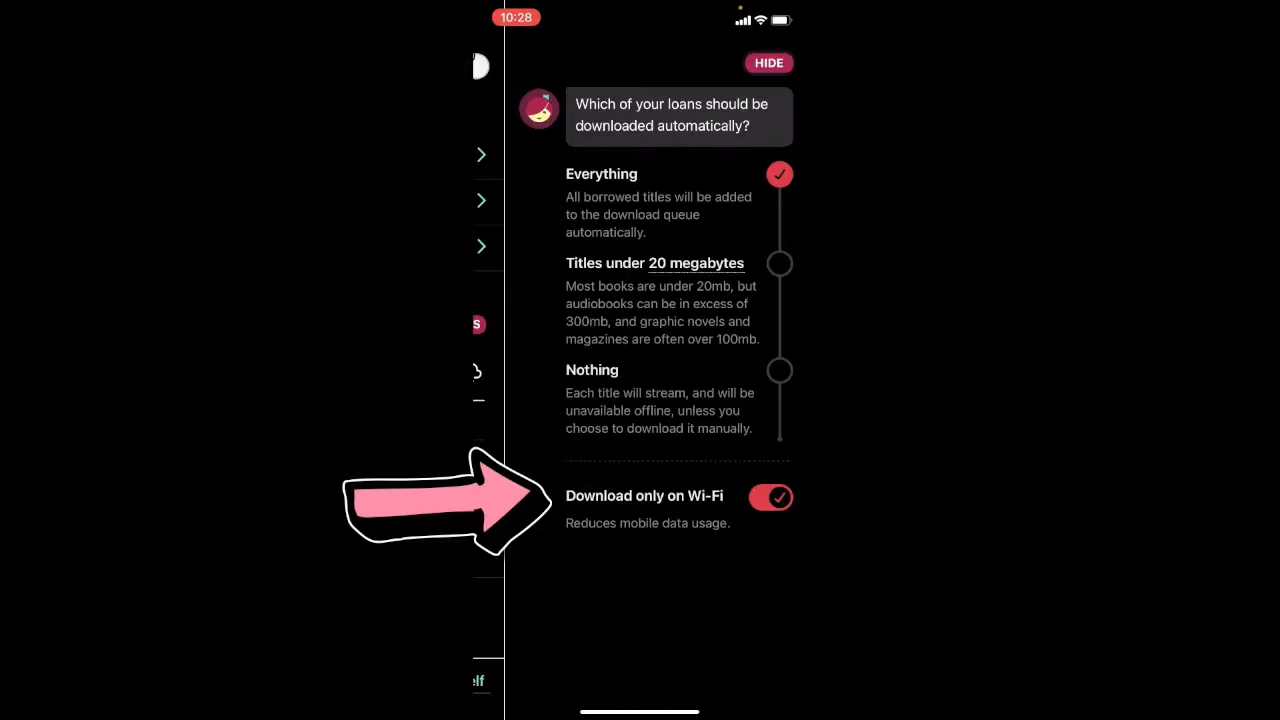 10:28
HIDE
Which of your loans should be
downloaded automatically?
Everything
All borrowed titles will be added
to the download queue
automatically.
Titles under 20 megabytes
Most books are under 20mb, but
audiobooks can be in excess of
300mb, and graphic novels and
magazines are often over 100mb.
S
Nothing
Each title will stream, and will be
unavailable offline, unless you
choose to download it manually.
Download only on Wi-Fi
Reduces mobile data usage.
elf